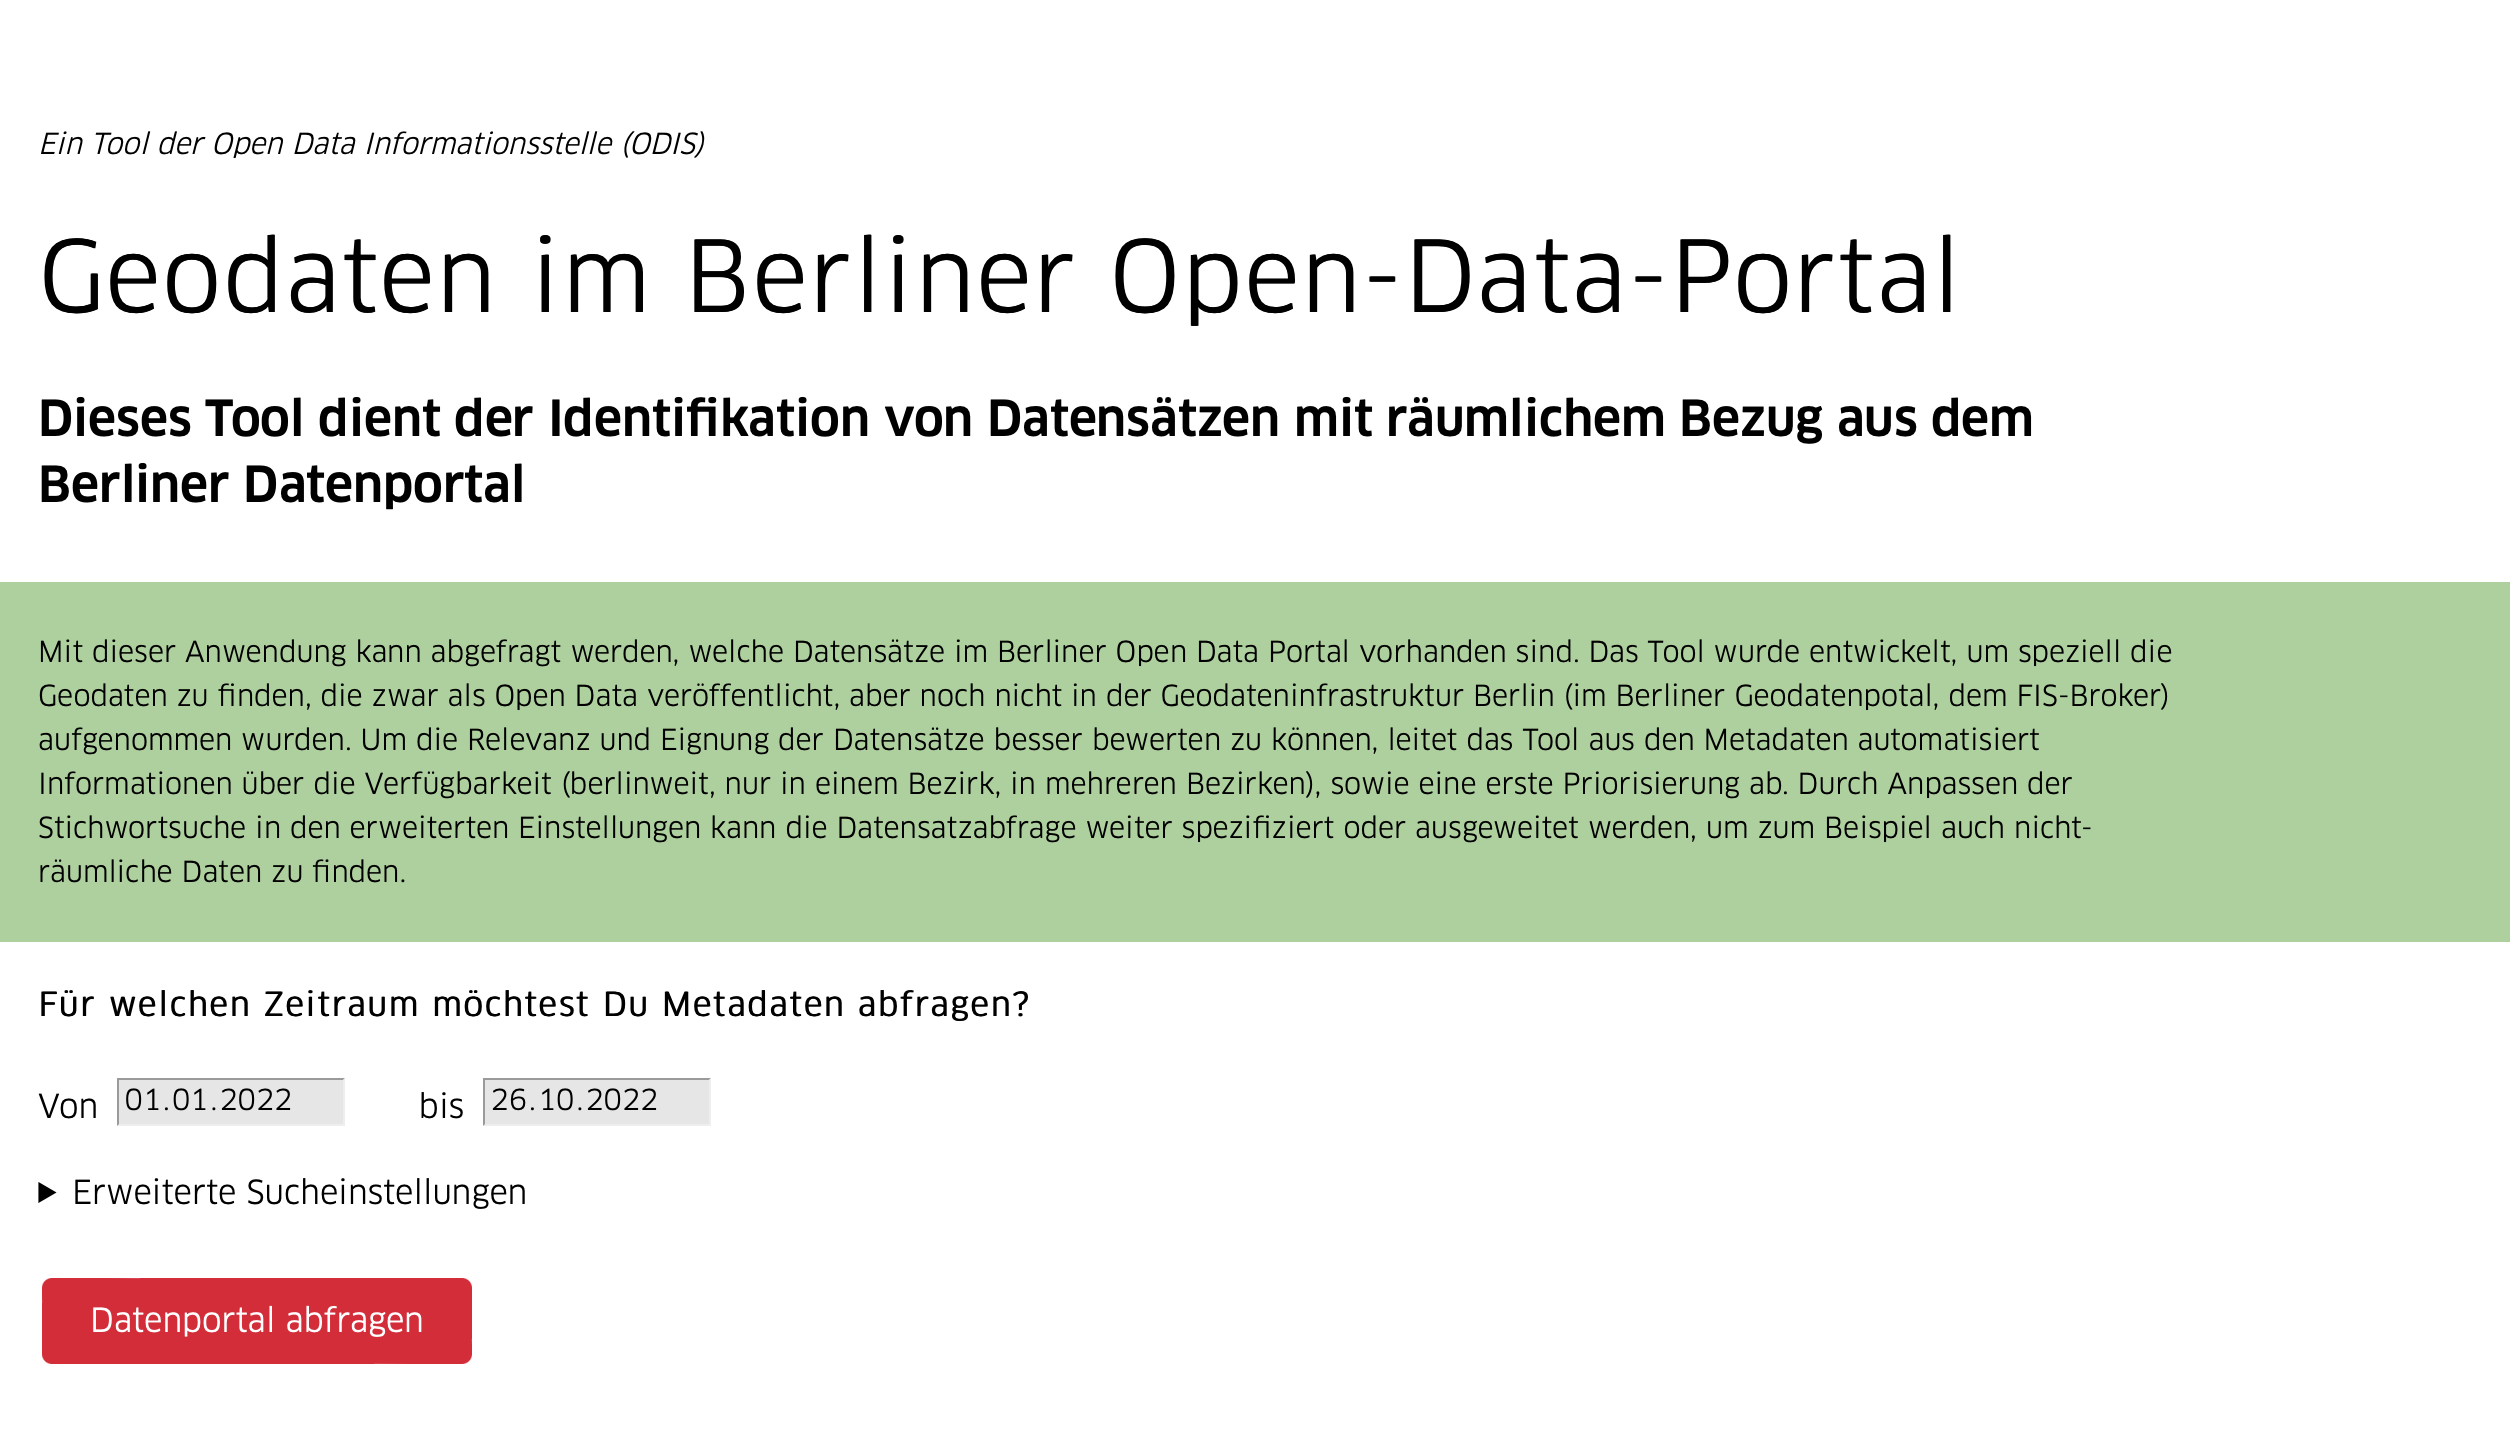 Ein Tool der Open Data Informationsstelle (ODIS)
Geodaten im Berliner Open-Data-Portal
Dieses Tool dient der Identifikation von Datensätzen mit räumlichem Bezug aus dem
Berliner Datenportal
Mit dieser Anwendung kann abgefragt werden, welche Datensätze im Berliner Open Data Portal vorhanden sind. Das Tool wurde entwickelt, um speziell die
Geodaten zu finden, die zwar als Open Data veröffentlicht, aber noch nicht in der Geodateninfrastruktur Berlin (im Berliner Geodatenpotal, dem FIS-Broker)
aufgenommen wurden. Um die Relevanz und Eignung der Datensätze besser bewerten zu können, leitet das Tool aus den Metadaten automatisiert
Informationen über die Verfügbarkeit (berlinweit, nur in einem Bezirk, in mehreren Bezirken), sowie eine erste Priorisierung ab. Durch Anpassen der
Stichwortsuche in den erweiterten Einstellungen kann die Datensatzabfrage weiter spezifiziert oder ausgeweitet werden, um zum Beispiel auch nicht-
räumliche Daten zu finden.
Für welchen Zeitraum möchtest Du Metadaten abfragen?
Von 01.01.2022 bis 26.10.2022
Erweiterte Sucheinstellungen
Datenportal abfragen